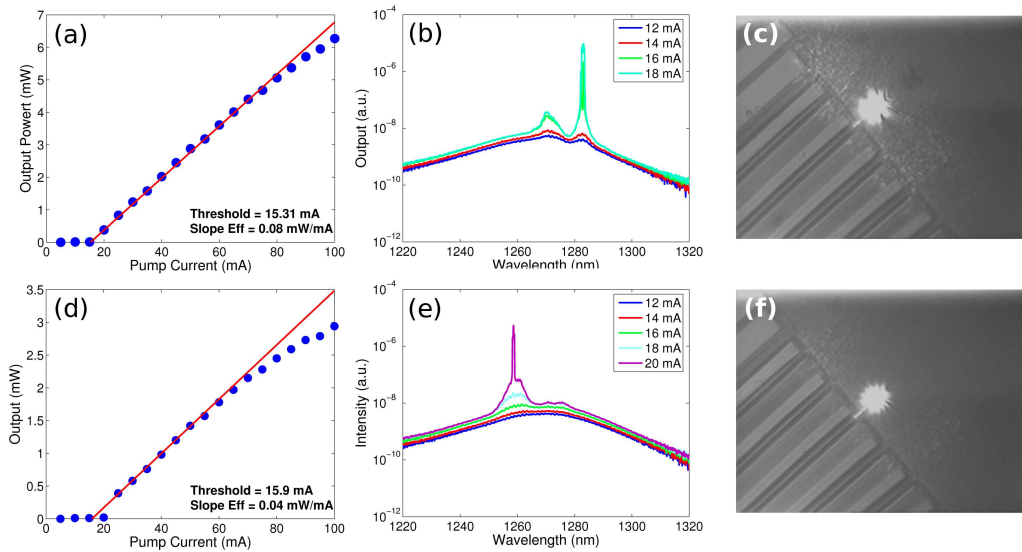 (a)
Output Powert (mW)
7
6
5
4
3
2
1
0
0 20 40 60 80 100
Pump Current (mA)
Threshold = 15.31 mA
Slope Eff = 0.08 mW/mA
(b)
Output (a.u.)
10⁻⁴
10⁻⁶
10⁻⁸
10⁻¹⁰
10⁻¹²
1220 1240 1260 1280 1300 1320
Wavelength (nm)
12 mA
14 mA
16 mA
18 mA
(c)
(d)
Output (mW)
3.5
3
2.5
2
1.5
1
0.5
0
0 20 40 60 80 100
Pump Current (mA)
Threshold = 15.9 mA
Slope Eff = 0.04 mW/mA
(e)
Intensity (a.u.)
10⁻⁴
10⁻⁶
10⁻⁸
10⁻¹⁰
10⁻¹²
1220 1240 1260 1280 1300 1320
Wavelength (nm)
12 mA
14 mA
16 mA
18 mA
20 mA
(f)